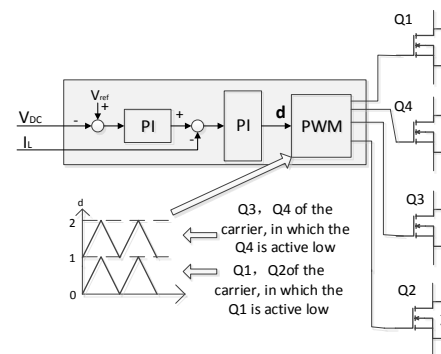 Q1
V_ref
+
V_DC
-
PI
+
-
PI
d
PWM
I_L
Q4
d
2
1
0
Q3， Q4 of the
carrier, in which the
Q4 is active low
Q1， Q2of the
carrier, in which the
Q1 is active low
Q3
Q2